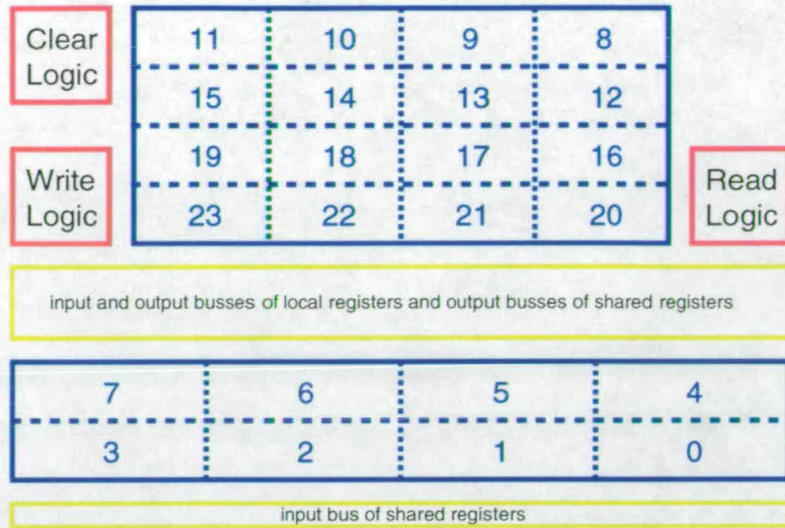 Clear
Logic
11 10 9 8
15 14 13 12
19 18 17 16
23 22 21 20
Write
Logic
Read
Logic
input and output busses of local registers and output busses of shared registers
7 6 5 4
3 2 1 0
input bus of shared registers